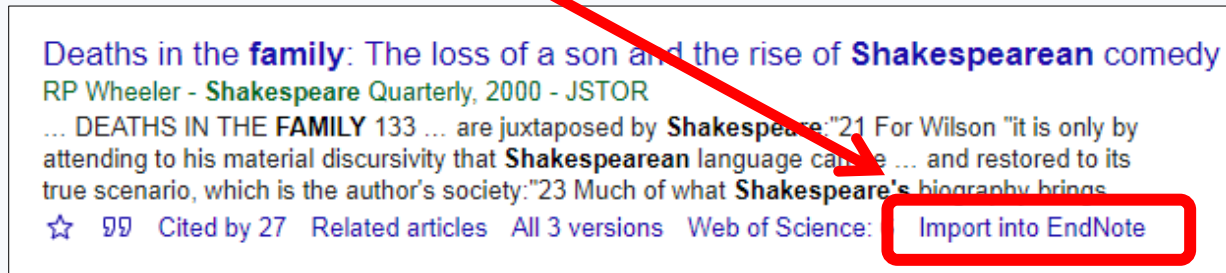 Deaths in the family: The loss of a son and the rise of Shakespearean comedy
RP Wheeler - Shakespeare Quarterly, 2000 - JSTOR
... DEATHS IN THE FAMILY 133 ... are juxtaposed by Shakespeare:"21 For Wilson "it is only by
attending to his material discursivity that Shakespearean language can be ... and restored to its
true scenario, which is the author's society:"23 Much of what Shakespeare's biography brings
Cited by 27 Related articles All 3 versions Web of Science: Import into EndNote